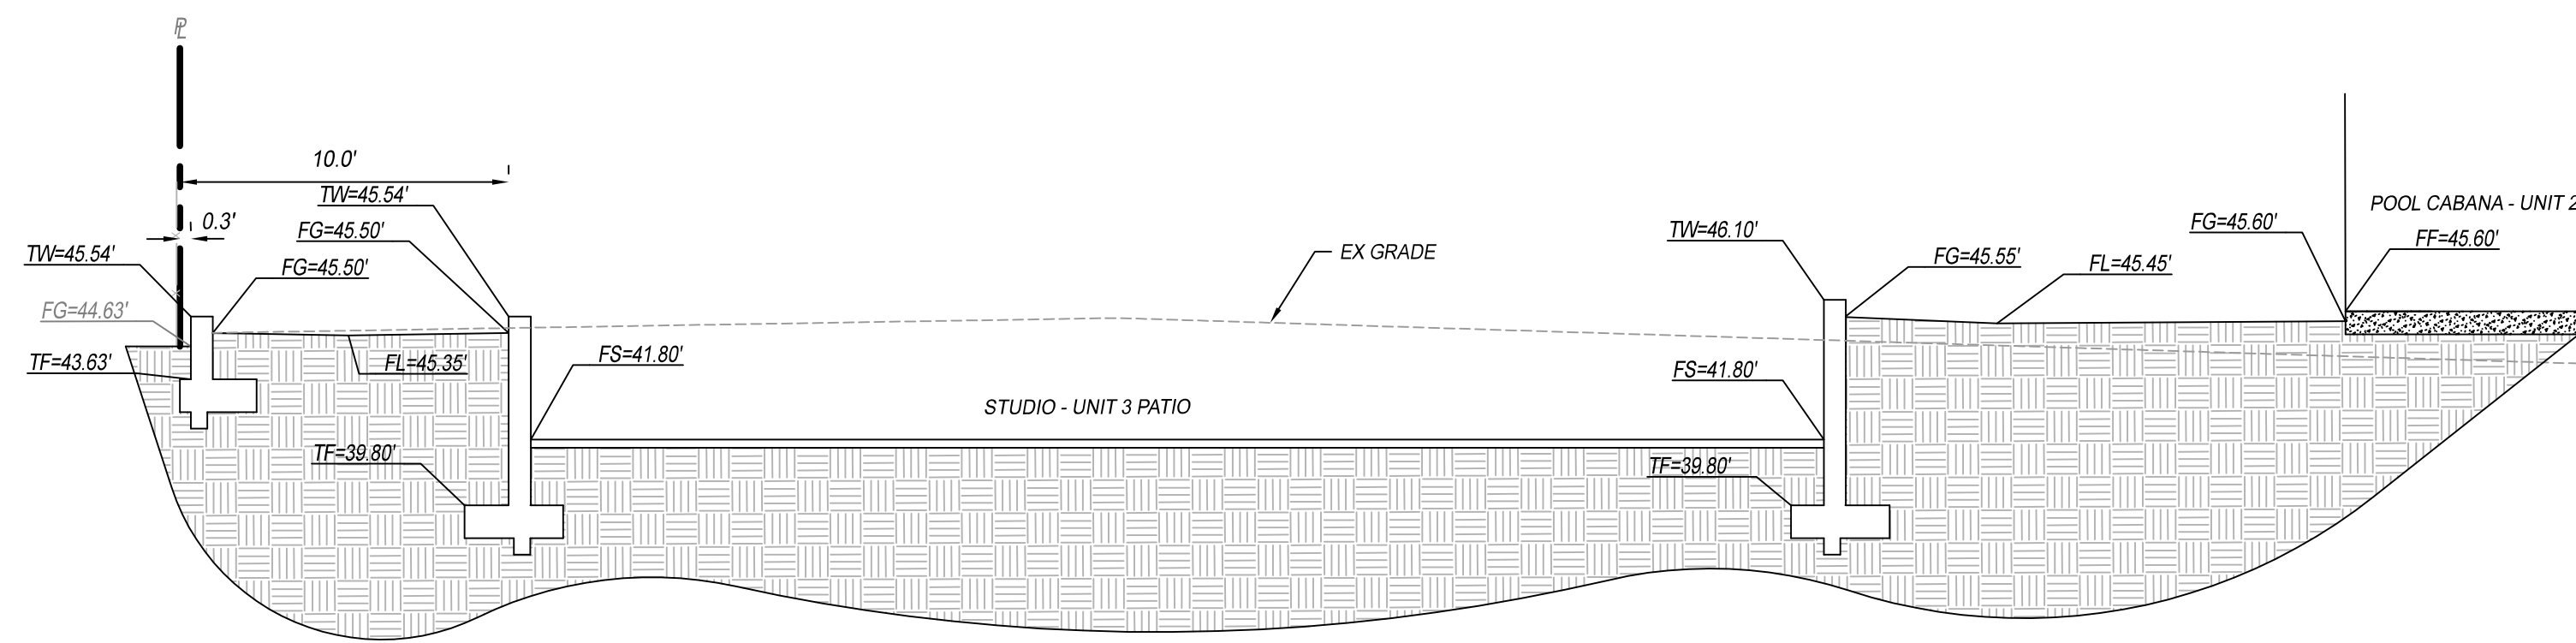 PL
10.0'
TW=45.54'
0.3'
FG=45.50'
TW=45.54'
FG=45.50'
FG=44.63'
TF=43.63'
FL=45.35'
TF=39.80'
FS=41.80'
EX GRADE
STUDIO - UNIT 3 PATIO
TW=46.10'
FS=41.80'
TF=39.80'
FG=45.55'
FL=45.45'
FG=45.60'
POOL CABANA - UNIT 2
FF=45.60'